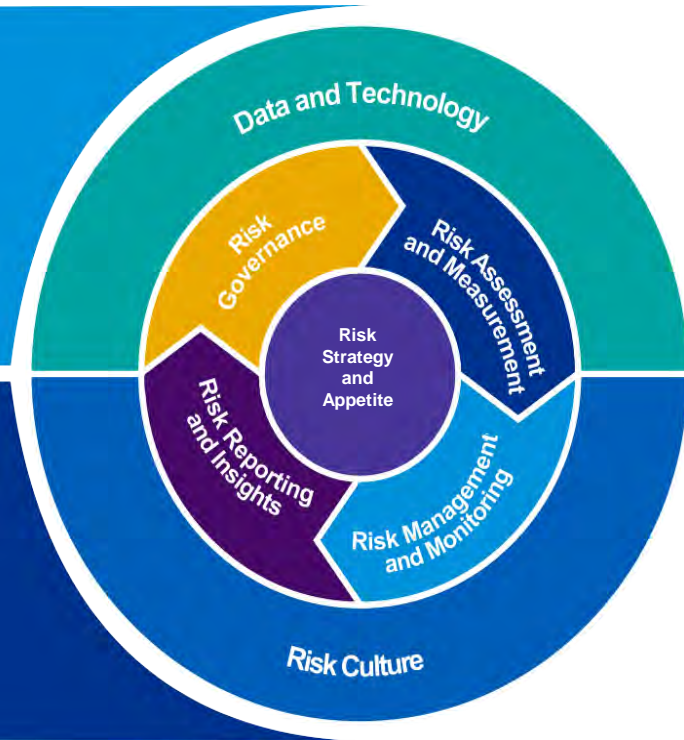 Data and Technology
Risk
Governance
Risk Assessment
and Measurement
Risk
Strategy
and
Appetite
Risk Reporting
and Insights
Risk Management
and Monitoring
Risk Culture